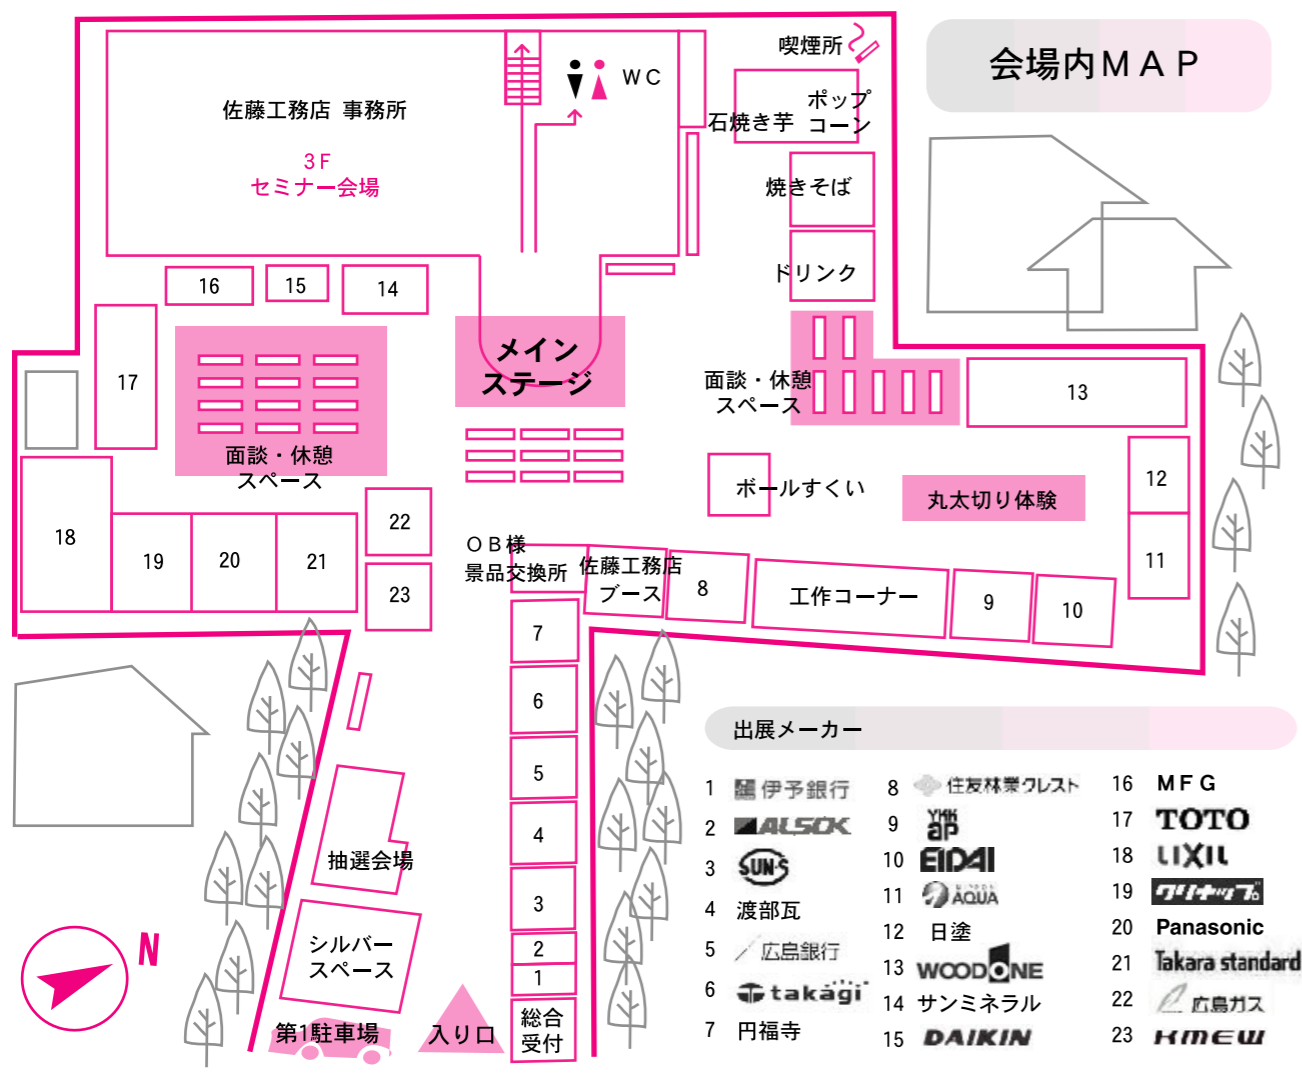 会場内ＭＡＰ
喫煙所
ＷＣ
ポップ
コーン
石焼き芋
佐藤工務店 事務所
３F
セミナー会場
焼きそば
ドリンク
16
15
14
メイン
ステージ
17
面談・休憩
スペース
13
面談・休憩
スペース
ボールすくい
丸太切り体験
12
11
18
19
20
21
22
23
ＯＢ様
景品交換所
佐藤工務店
ブース
8
工作コーナー
9
10
7
6
5
4
3
2
1
抽選会場
シルバー
スペース
N
第1駐車場
入り口
総合
受付
出展メーカー
1 伊予銀行
2 ALSOK
3 SUN·S
4 渡部瓦
5 広島銀行
6 takagi
7 円福寺
8 住友林業クレスト
9 YKK ap
10 EIDAI
11 AQUA
12 日塗
13 WOODONE
14 サンミネラル
15 DAIKIN
16 ＭＦＧ
17 TOTO
18 LIXIL
19 クリナップ
20 Panasonic
21 Takara standard
22 広島ガス
23 KMEW